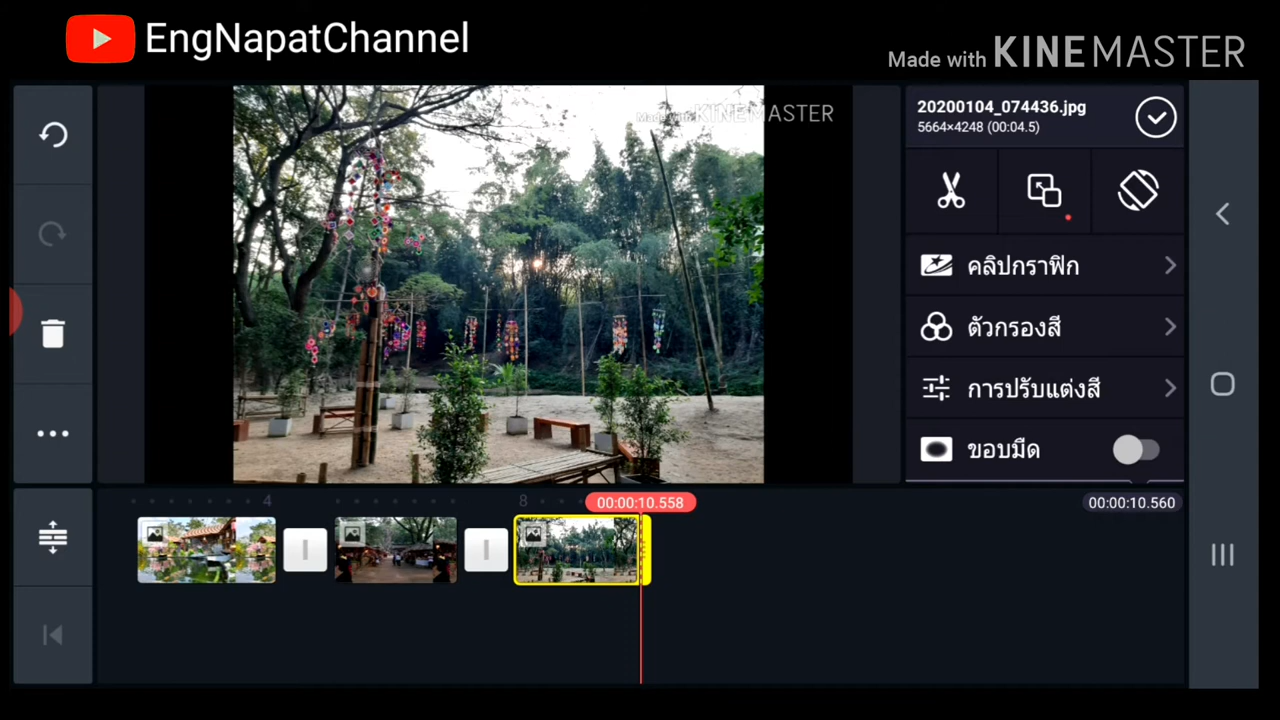 EngNapatChannel
Made with KINEMASTER
Made with KINEMASTER
20200104_074436.jpg
5664×4248 (00:04.5)
คลิปกราฟิก
ตัวกรองสี
การปรับแต่งสี
ขอบมืด
4
8
00:00:10.558
00:00:10.560